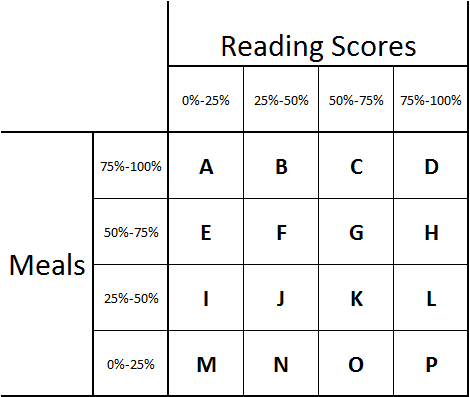 Reading Scores
0%-25% 25%-50% 50%-75% 75%-100%
Meals
75%-100% A B C D
50%-75% E F G H
25%-50% I J K L
0%-25% M N O P